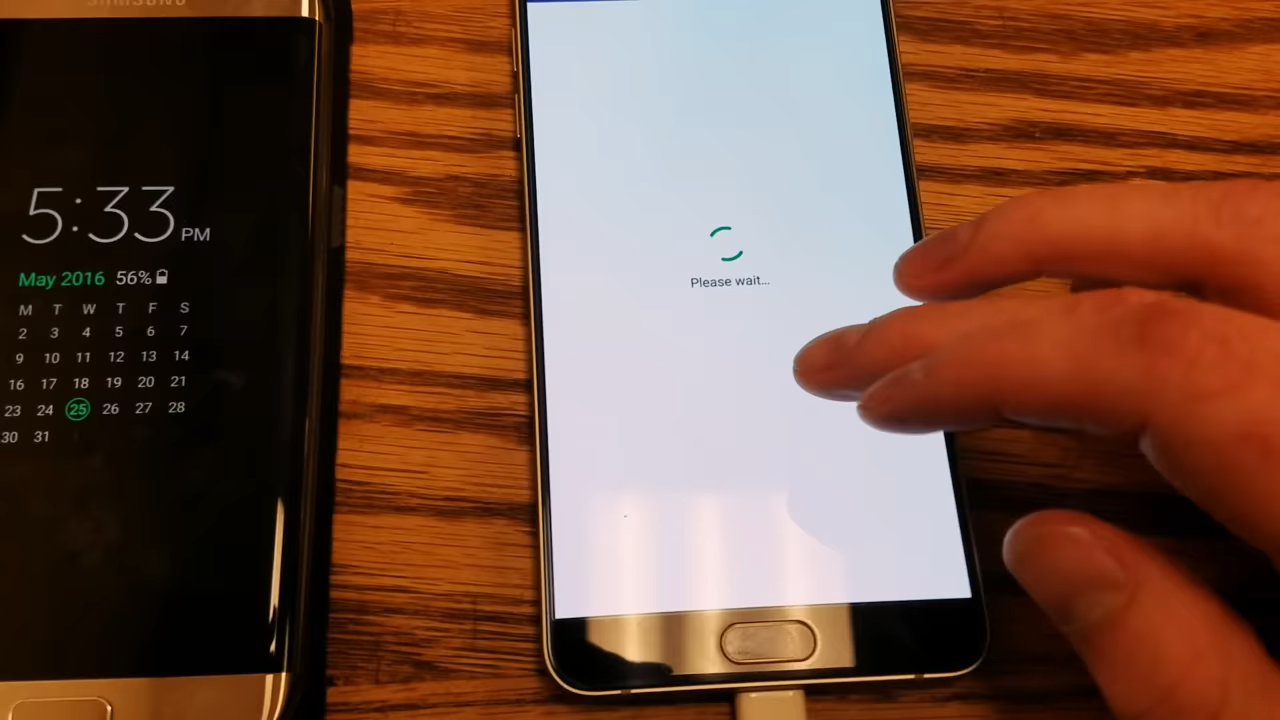 SAMSUNG
5:33 PM
May 2016 56%
M T W T F S
2 3 4 5 6 7
9 10 11 12 13 14
16 17 18 19 20 21
23 24 25 26 27 28
30 31
Please wait...